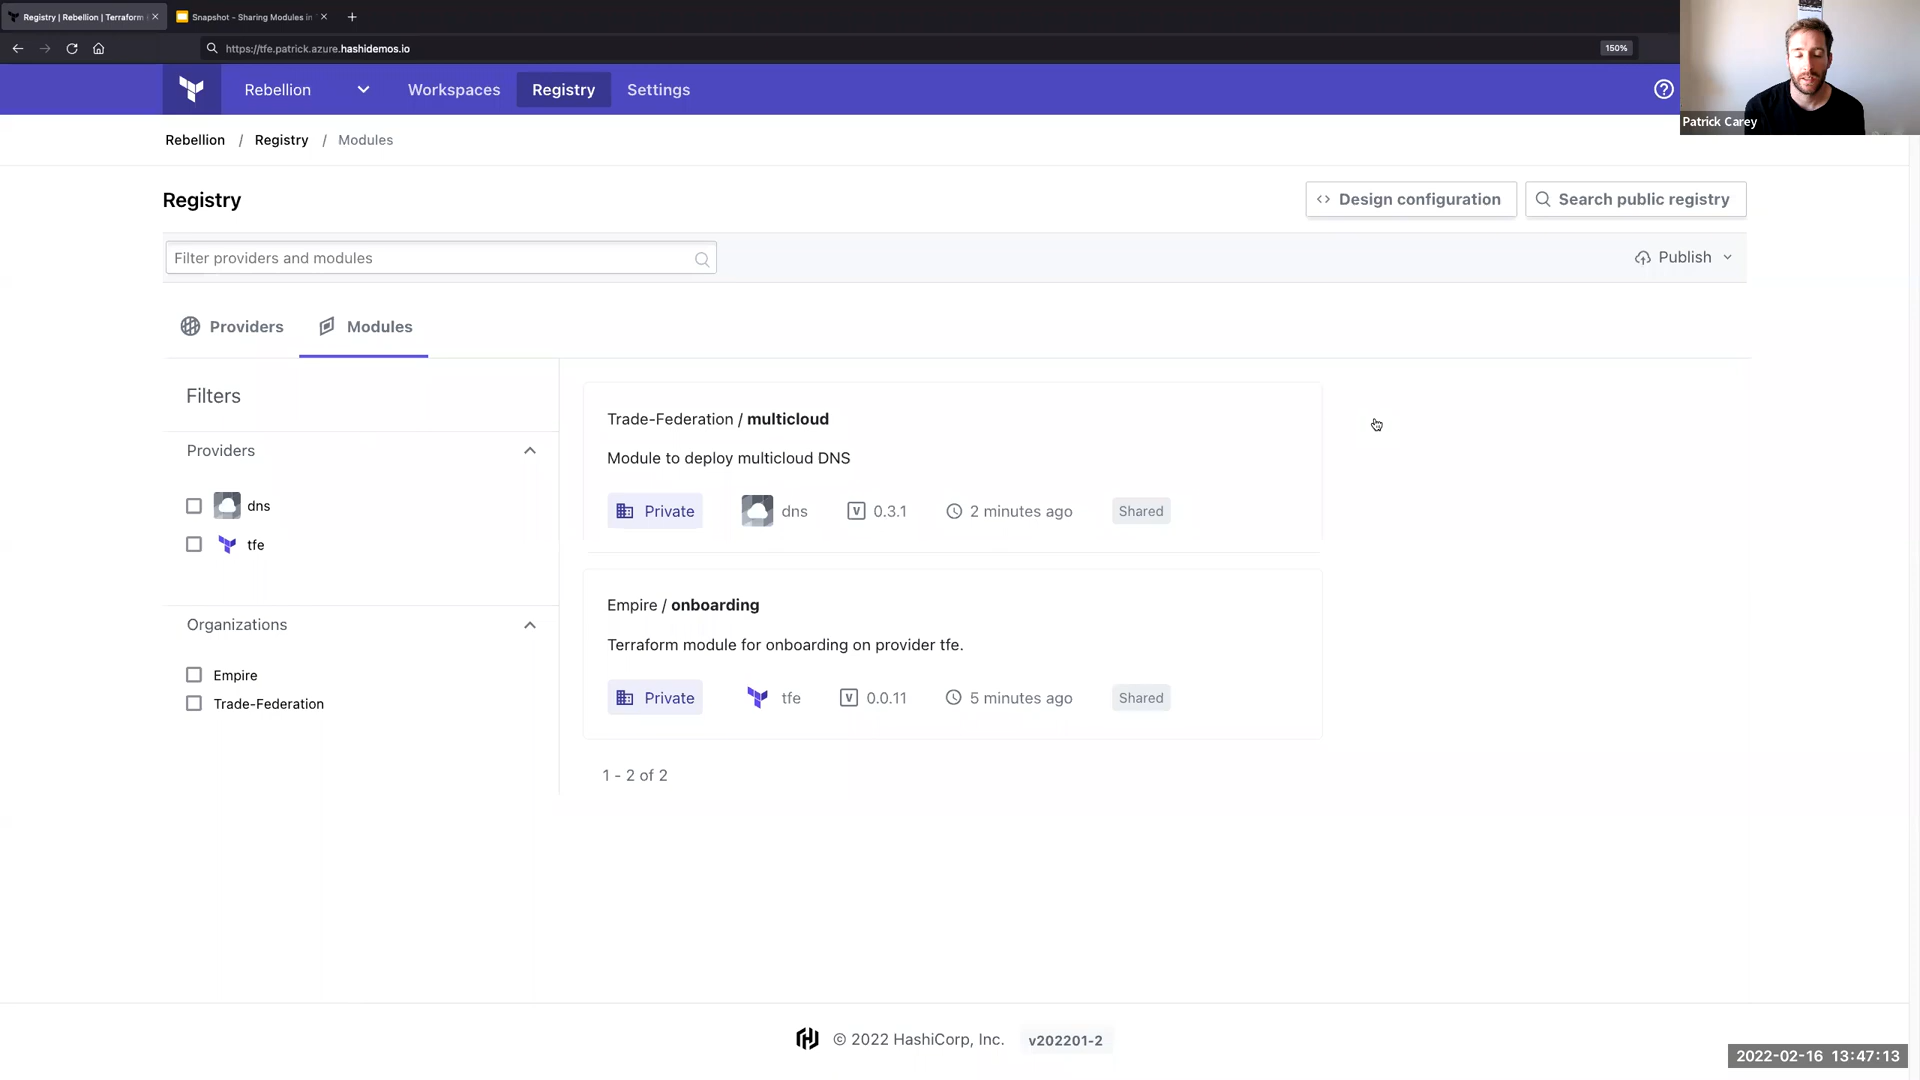 Registry | Rebellion | Terraform
Snapshot - Sharing Modules in
https://tfe.patrick.azure.hashidemos.io
150%
Rebellion
Workspaces
Registry
Settings
Patrick Carey
Rebellion / Registry / Modules
Registry
Design configuration
Search public registry
Filter providers and modules
Publish
Providers
Modules
Filters
Providers
dns
tfe
Organizations
Empire
Trade-Federation
Trade-Federation / multicloud
Module to deploy multicloud DNS
Private dns V 0.3.1 2 minutes ago Shared
Empire / onboarding
Terraform module for onboarding on provider tfe.
Private tfe V 0.0.11 5 minutes ago Shared
1 - 2 of 2
© 2022 HashiCorp, Inc. v202201-2
2022-02-16 13:47:13